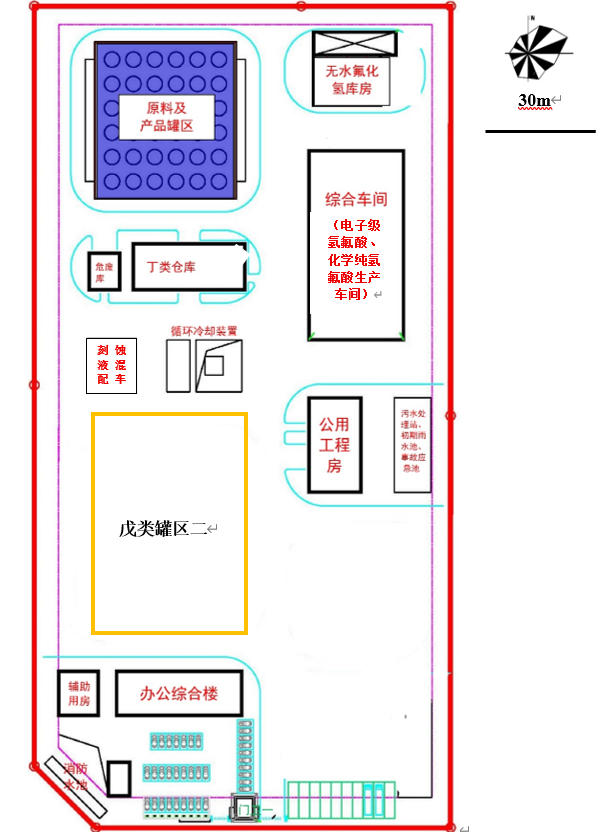 N
30m
无水氟化
氢库房
原料及
产品罐区
综合车间
（电子级
氢氟酸、
化学纯氢
氟酸生产
车间）
危废
库
丁类仓库
循环冷却装置
刻 蚀
液 混
配 车
公用
工程
房
污水处
理站、
初期雨
水池、
事故应
急池
戊类罐区二
辅助
用房
办公综合楼
消防
水池
门